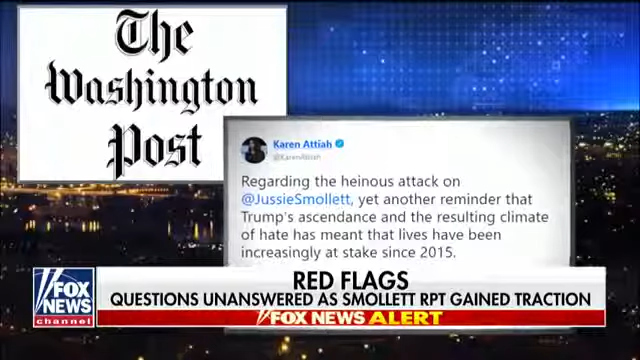 The
Washington
Post
Karen Attiah
@KarenAttiah
Regarding the heinous attack on
@JussieSmollett, yet another reminder that
Trump's ascendance and the resulting climate
of hate has meant that lives have been
increasingly at stake since 2015.
RED FLAGS
QUESTIONS UNANSWERED AS SMOLLETT RPT GAINED TRACTION
FOX
NEWS
channel
FOX NEWS ALERT